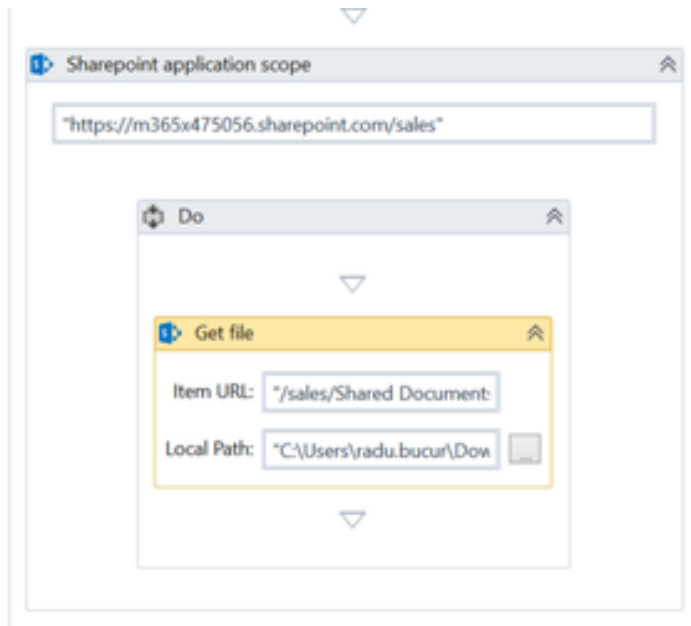 Sharepoint application scope
"https://m365x475056.sharepoint.com/sales"
Do
Get file
Item URL: "/sales/Shared Document
Local Path: "C:\Users\radu.bucur\Dow ...